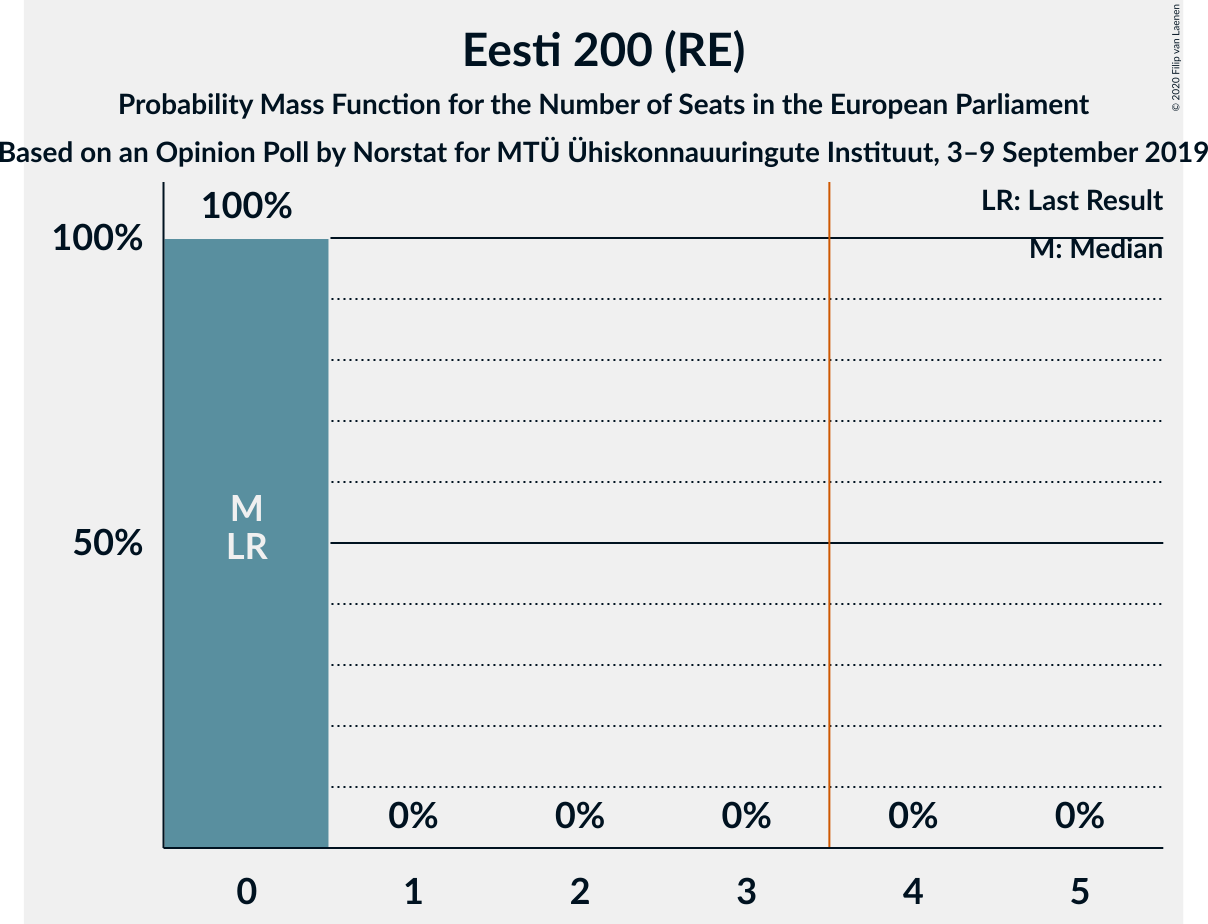 Eesti 200 (RE)
Probability Mass Function for the Number of Seats in the European Parliament
Based on an Opinion Poll by Norstat for MTÜ Ühiskonnauuringute Instituut, 3–9 September 2019
© 2020 Filip van Laenen
LR: Last Result
M: Median
100%
100%
50%
M
LR
0% 0% 0% 0% 0%
0 1 2 3 4 5